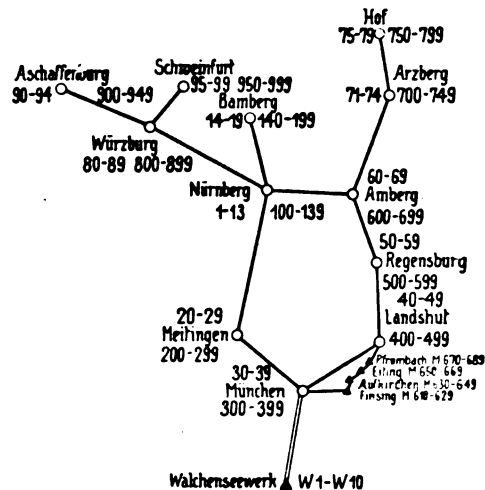 Hof
75-79 750-799
Aschaffenburg
90-94 900-949
Schweinfurt
95-99 950-999
Arzberg
71-74 700-749
Bamberg
14-19 140-199
Würzburg
80-89 800-899
60-69
Amberg
600-699
Nürnberg
1-13 100-139
50-59
Regensburg
500-599
40-49
Landshut
400-499
20-29
Meitingen
200-299
Pfrombach M 670-689
Eiting M 650-669
Aufkirchen M 630-649
Finsing M 610-629
30-39
München
300-399
Walchenseewerk W1-W10